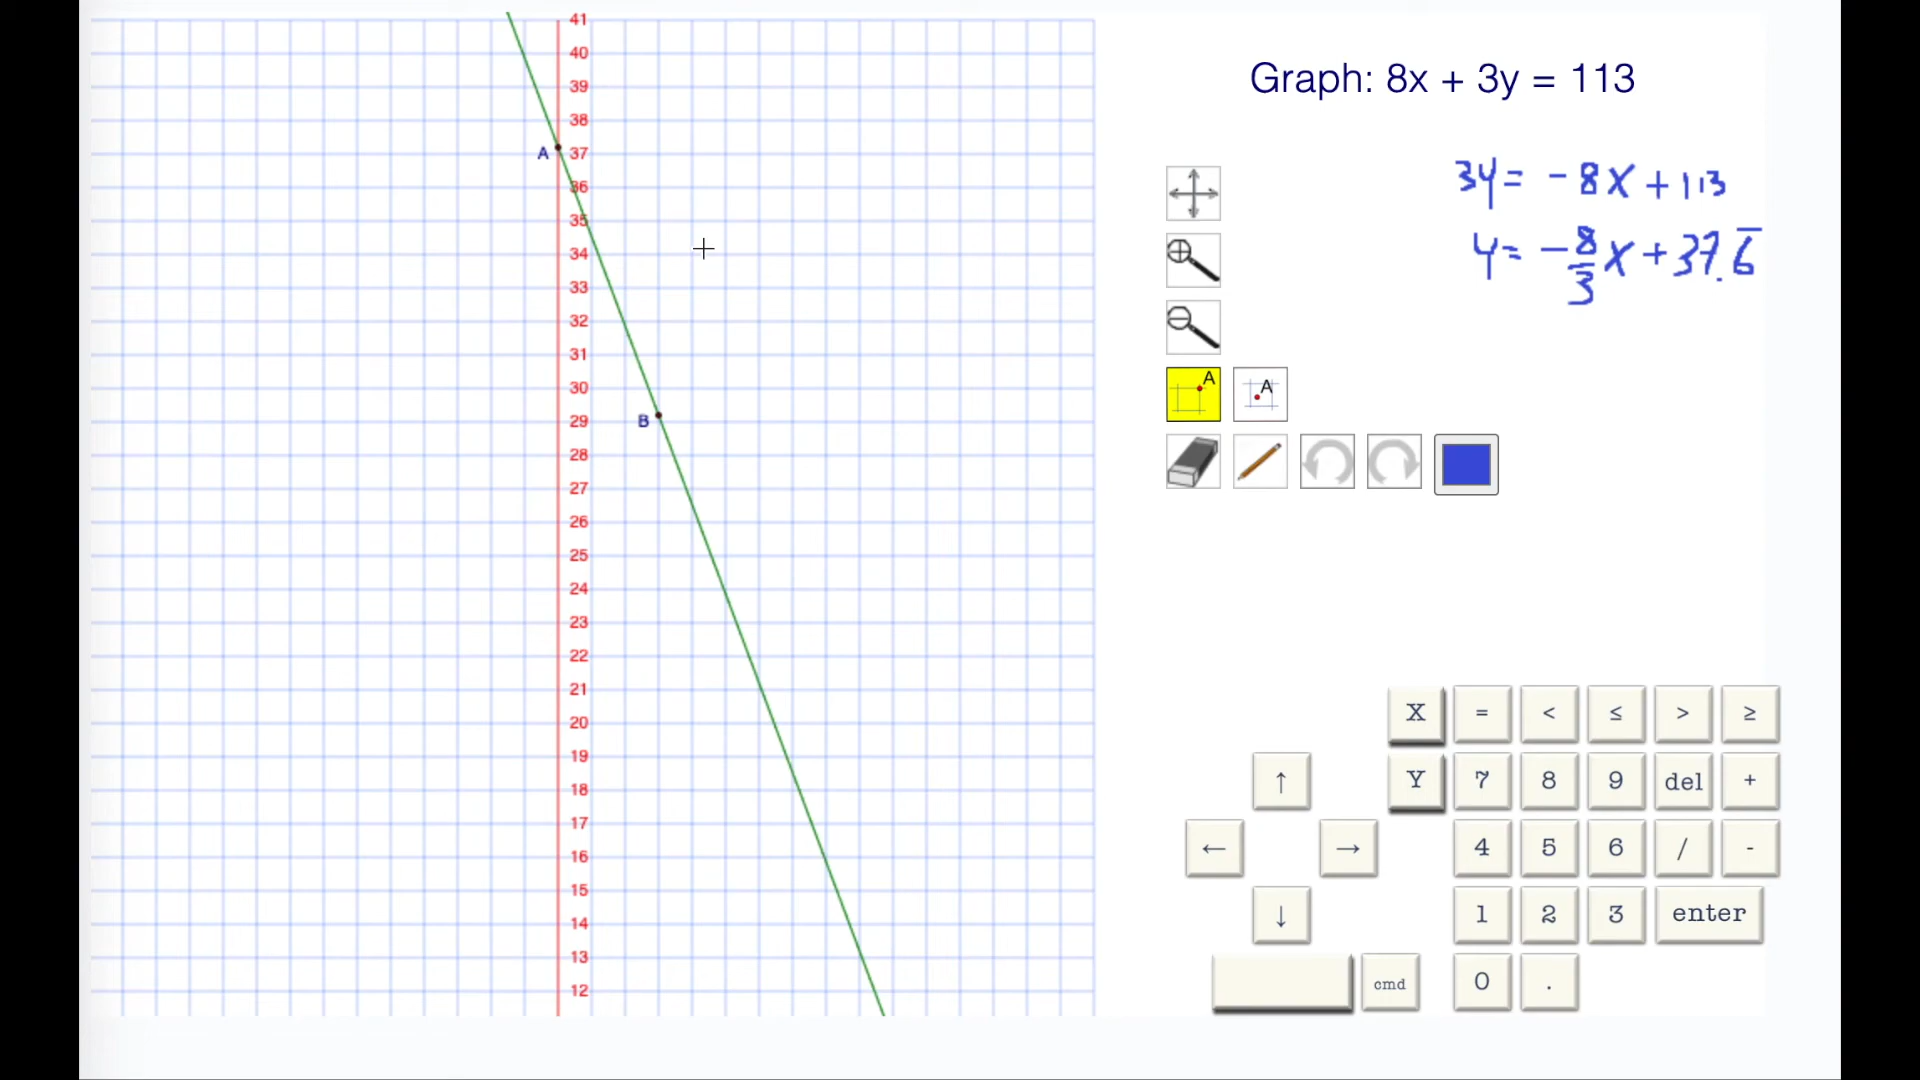 41
40
39
38
A 37
36
35
34
33
32
31
30
B 29
28
27
26
25
24
23
22
21
20
19
18
17
16
15
14
13
12
Graph: 8x + 3y = 113
3y = -8x + 113
y = -8/3 x + 37.6̅
A A
X = < ≤ > ≥
↑ Y 7 8 9 del +
← → 4 5 6 / -
↓ 1 2 3 enter
cmd 0 .